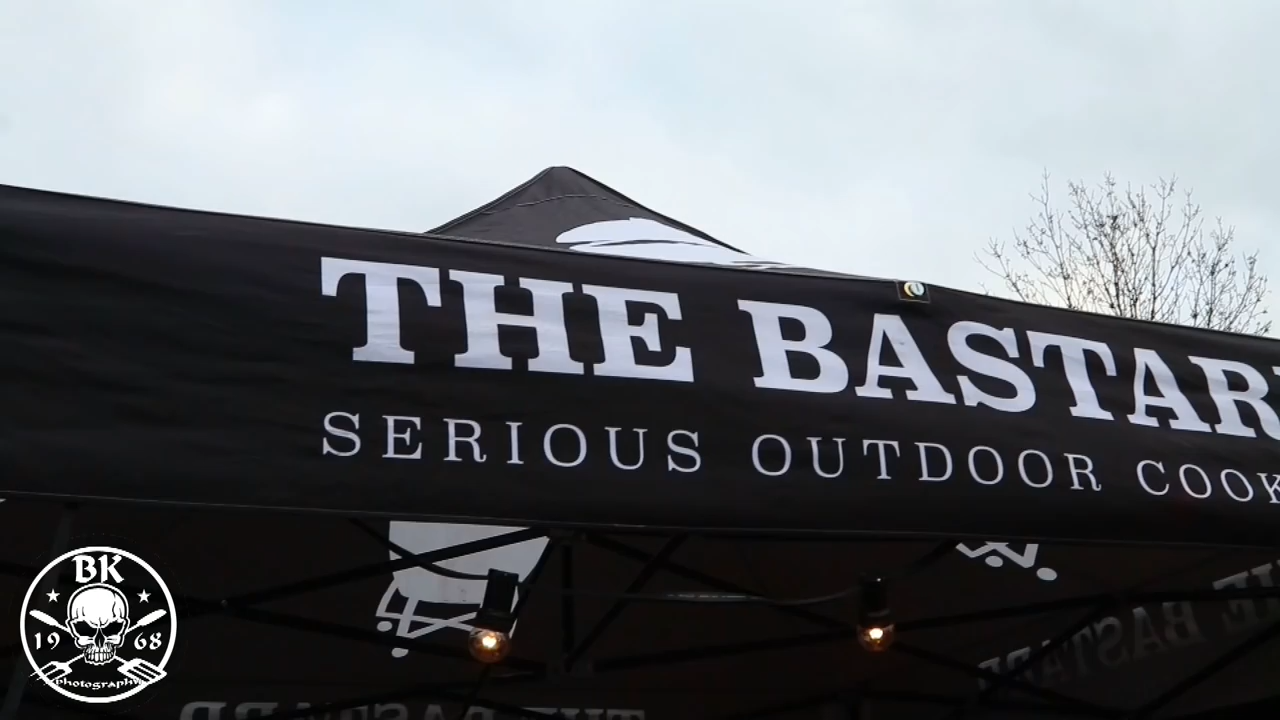 THE BASTAR
SERIOUS OUTDOOR COOK
BK
19 68
photography